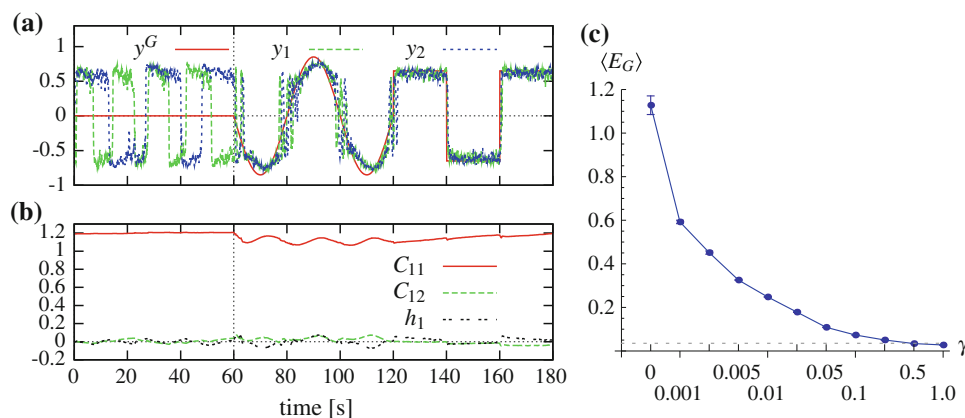 (a)
y^G
y_1
y_2
1
0.5
0
-0.5
-1
(b)
1.2
1
0.8
0.6
0.4
0.2
0
-0.2
C_11
C_12
h_1
0 20 40 60 80 100 120 140 160 180
time [s]
(c)
⟨E_G⟩
1.2
1.0
0.8
0.6
0.4
0.2
γ
0 0.005 0.05 0.5
0.001 0.01 0.1 1.0